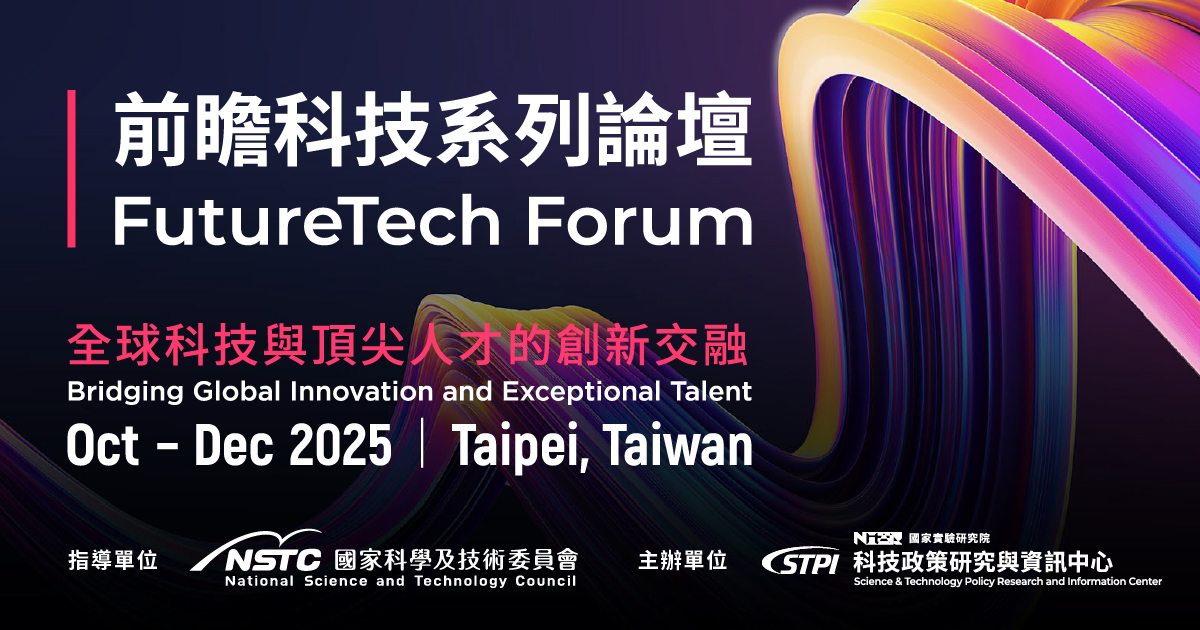 前瞻科技系列論壇
FutureTech Forum
全球科技與頂尖人才的創新交融
Bridging Global Innovation and Exceptional Talent
Oct – Dec 2025 | Taipei, Taiwan
指導單位
NSTC 國家科學及技術委員會
National Science and Technology Council
主辦單位
STPI
NIAR 國家實驗研究院
科技政策研究與資訊中心
Science & Technology Policy Research and Information Center